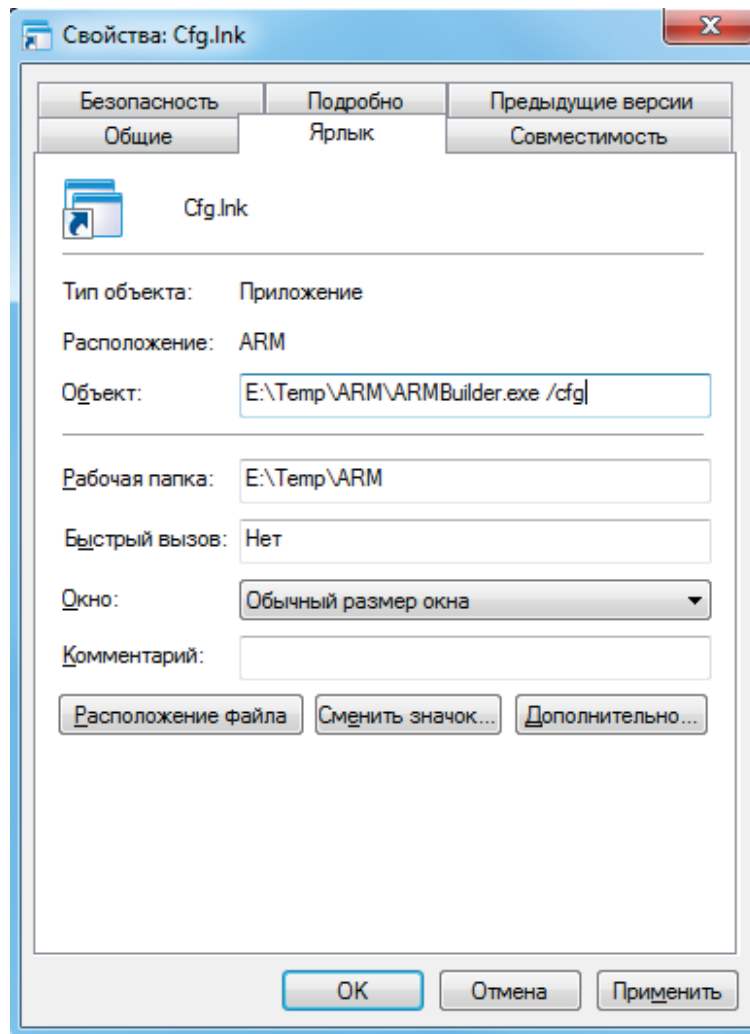 Свойства: Cfg.lnk
x
Безопасность Подробно Предыдущие версии
Общие Ярлык Совместимость
Cfg.lnk
Тип объекта: Приложение
Расположение: ARM
Объект: E:\Temp\ARM\ARMBuilder.exe /cfg
Рабочая папка: E:\Temp\ARM
Быстрый вызов: Нет
Окно: Обычный размер окна
Комментарий:
Расположение файла Сменить значок... Дополнительно...
OK Отмена Применить